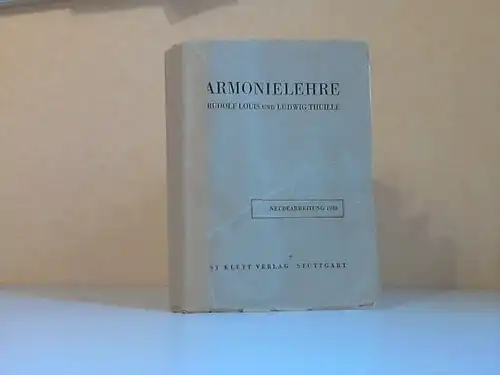 ARMONIELEHRE
RUDOLF LOUIS UND LUDWIG THUILLE
NEUBEARBEITUNG
ST KLETT VERLAG STUTTGART